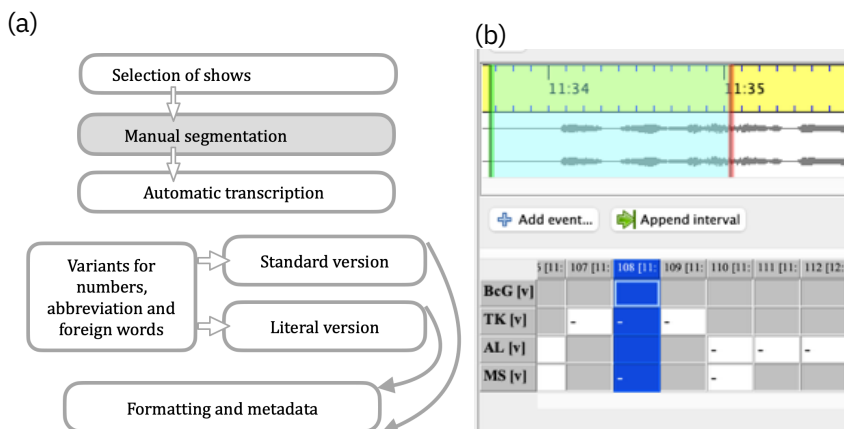 (a)
Selection of shows
Manual segmentation
Automatic transcription
Variants for
numbers,
abbreviation and
foreign words
Standard version
Literal version
Formatting and metadata
(b)
11:34
11:35
Add event...
Append interval
107 [11:
108 [11:
109 [11:
110 [11:
111 [11:
112 [12:
BcG [v]
TK [v]
-
-
-
AL [v]
-
-
-
MS [v]
-
-